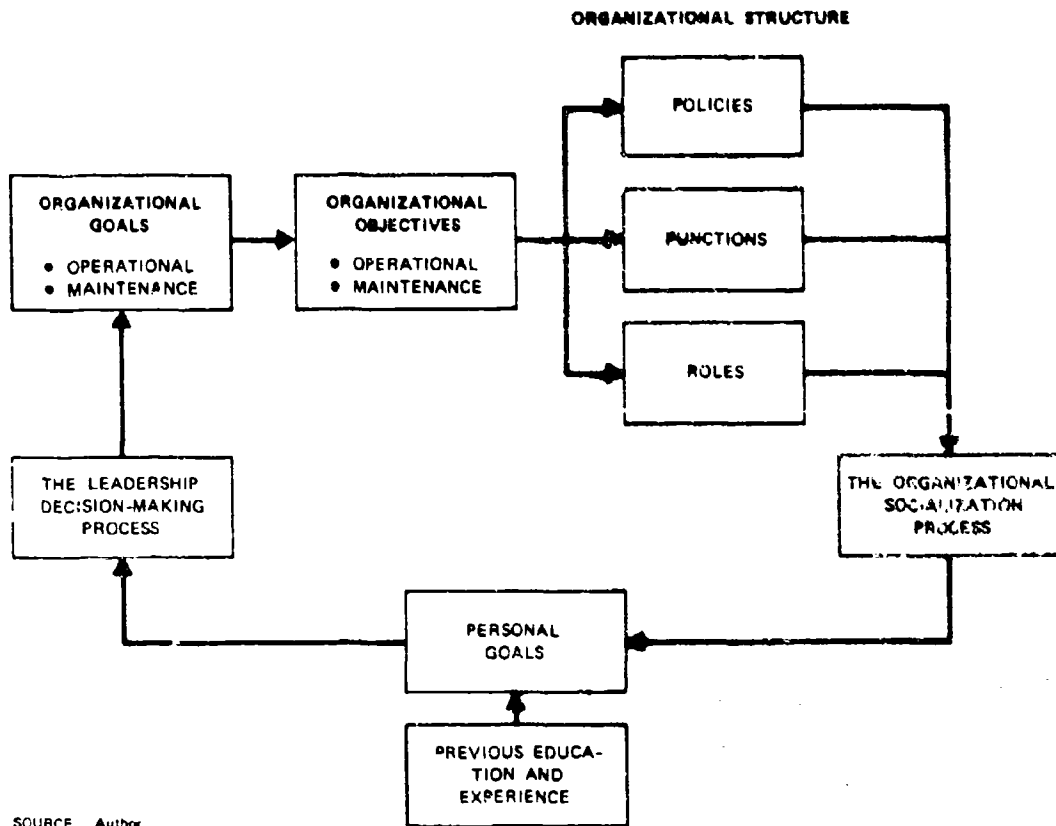 ORGANIZATIONAL STRUCTURE
POLICIES
ORGANIZATIONAL
GOALS
• OPERATIONAL
• MAINTENANCE
ORGANIZATIONAL
OBJECTIVES
• OPERATIONAL
• MAINTENANCE
FUNCTIONS
ROLES
THE LEADERSHIP
DECISION-MAKING
PROCESS
THE ORGANIZATIONAL
SOCIALIZATION
PROCESS
PERSONAL
GOALS
PREVIOUS EDUCA-
TION AND
EXPERIENCE
SOURCE Author